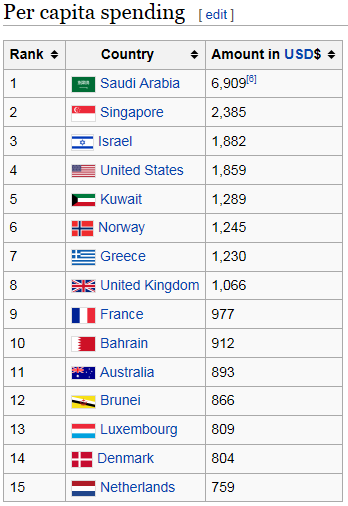 Per capita spending [ edit ]
Rank Country Amount in USD$
1 Saudi Arabia 6,909[6]
2 Singapore 2,385
3 Israel 1,882
4 United States 1,859
5 Kuwait 1,289
6 Norway 1,245
7 Greece 1,230
8 United Kingdom 1,066
9 France 977
10 Bahrain 912
11 Australia 893
12 Brunei 866
13 Luxembourg 809
14 Denmark 804
15 Netherlands 759